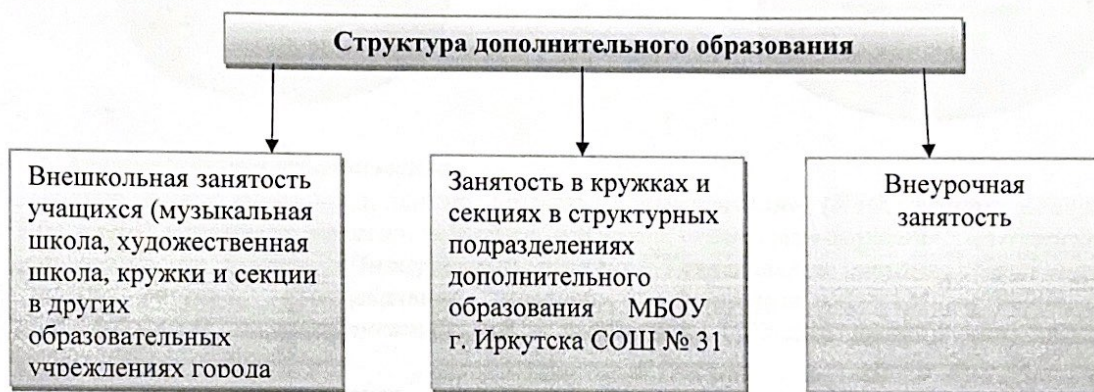 Структура дополнительного образования
Внешкольная занятость
учащихся (музыкальная
школа, художественная
школа, кружки и секции
в других
образовательных
учреждениях города
Занятость в кружках и
секциях в структурных
подразделениях
дополнительного
образования МБОУ
г. Иркутска СОШ № 31
Внеурочная
занятость